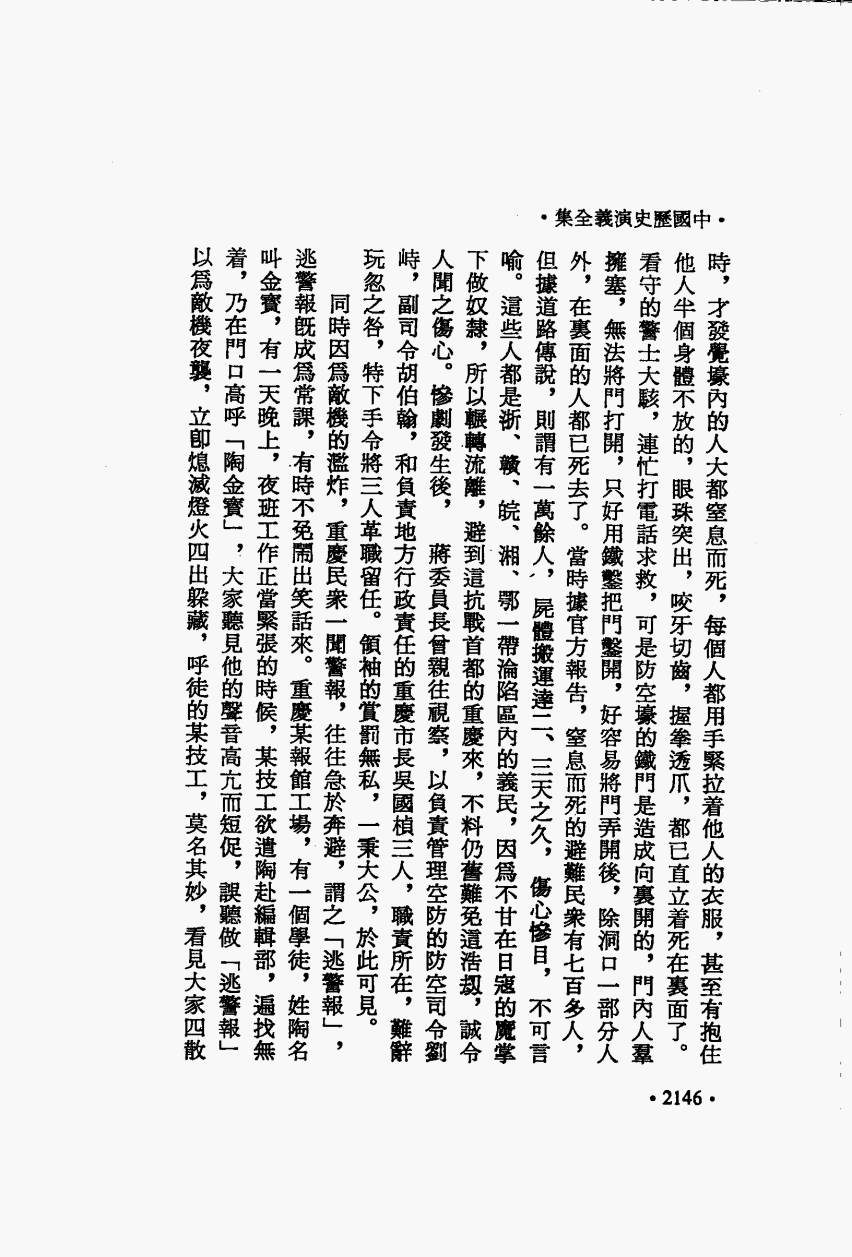 •中國歷史演義全集•
時，才發覺壕內的人大都窒息而死，每個人都用手緊拉着他人的衣服，甚至有抱住
他人半個身體不放的，眼珠突出，咬牙切齒，握拳透爪，都已直立着死在裏面了。
看守的警士大駭，連忙打電話求救，可是防空壕的鐵門是造成向裏開的，門內人羣
擁塞，無法將門打開，只好用鐵鑿把門鑿開，好容易將門弄開後，除洞口一部分人
外，在裏面的人都已死去了。當時據官方報告，窒息而死的避難民衆有七百多人，
但據道路傳說，則謂有一萬餘人，屍體搬運達二、三天之久，傷心慘目，不可言
喻。這些人都是浙、贛、皖、湘、鄂一帶淪陷區內的義民，因爲不甘在日寇的魔掌
下做奴隸，所以輾轉流離，避到這抗戰首都的重慶來，不料仍舊難免這浩刼，誠令
人聞之傷心。慘劇發生後，　蔣委員長曾親往視察，以負責管理空防的防空司令劉
峙，副司令胡伯翰，和負責地方行政責任的重慶市長吳國楨三人，職責所在，難辭
玩忽之咎，特下手令將三人革職留任。領袖的賞罰無私，一秉大公，於此可見。
同時因爲敵機的濫炸，重慶民衆一聞警報，往往急於奔避，謂之「逃警報」，
逃警報旣成爲常課，有時不免鬧出笑話來。重慶某報館工場，有一個學徒，姓陶名
叫金寶，有一天晚上，夜班工作正當緊張的時候，某技工欲遣陶赴編輯部，遍找無
着，乃在門口高呼「陶金寶」，大家聽見他的聲音高亢而短促，誤聽做「逃警報」
以爲敵機夜襲，立卽熄滅燈火四出躲藏，呼徒的某技工，莫名其妙，看見大家四散
•2146•